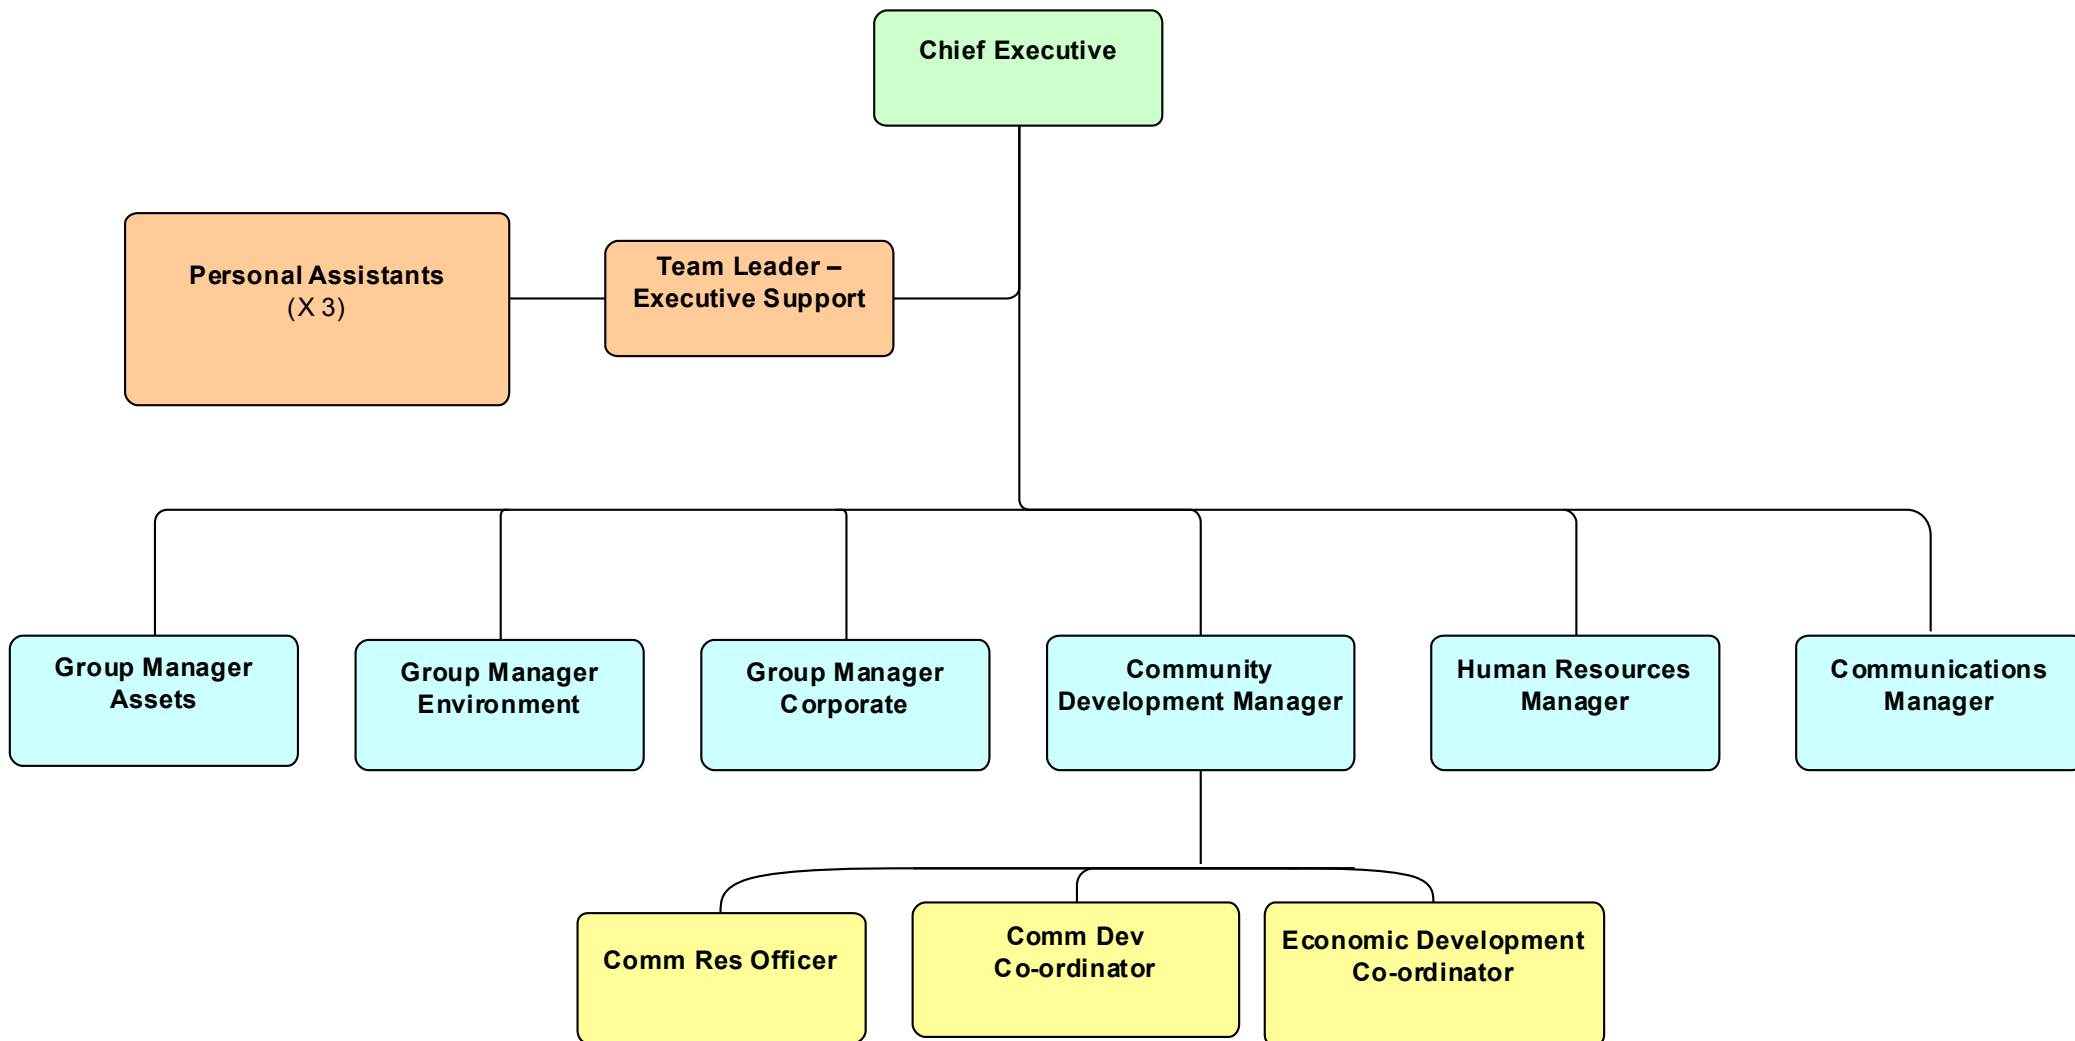 Chief Executive
Personal Assistants
(X 3)
Team Leader –
Executive Support
Group Manager
Assets
Group Manager
Environment
Group Manager
Corporate
Community
Development Manager
Human Resources
Manager
Communications
Manager
Comm Res Officer
Comm Dev
Co-ordinator
Economic Development
Co-ordinator